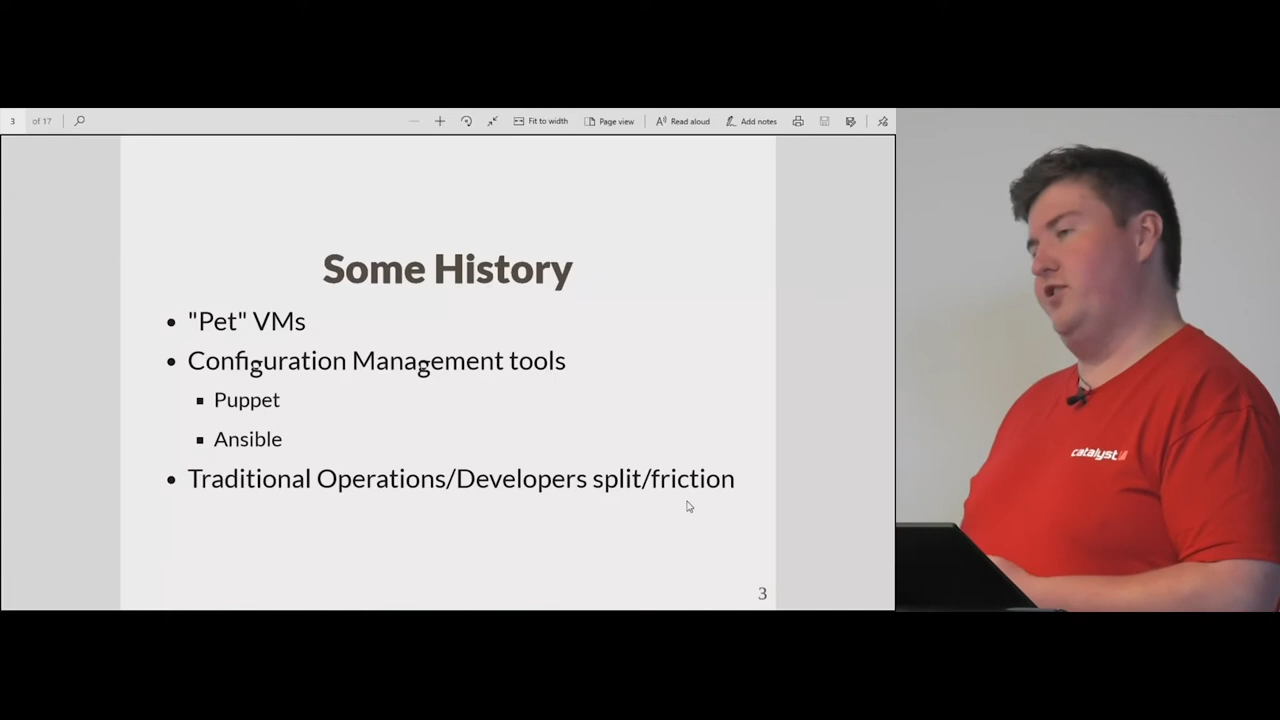 3 of 17 Fit to width Page view Read aloud Add notes
Some History
"Pet" VMs
Configuration Management tools
Puppet
Ansible
Traditional Operations/Developers split/friction
3
catalyst